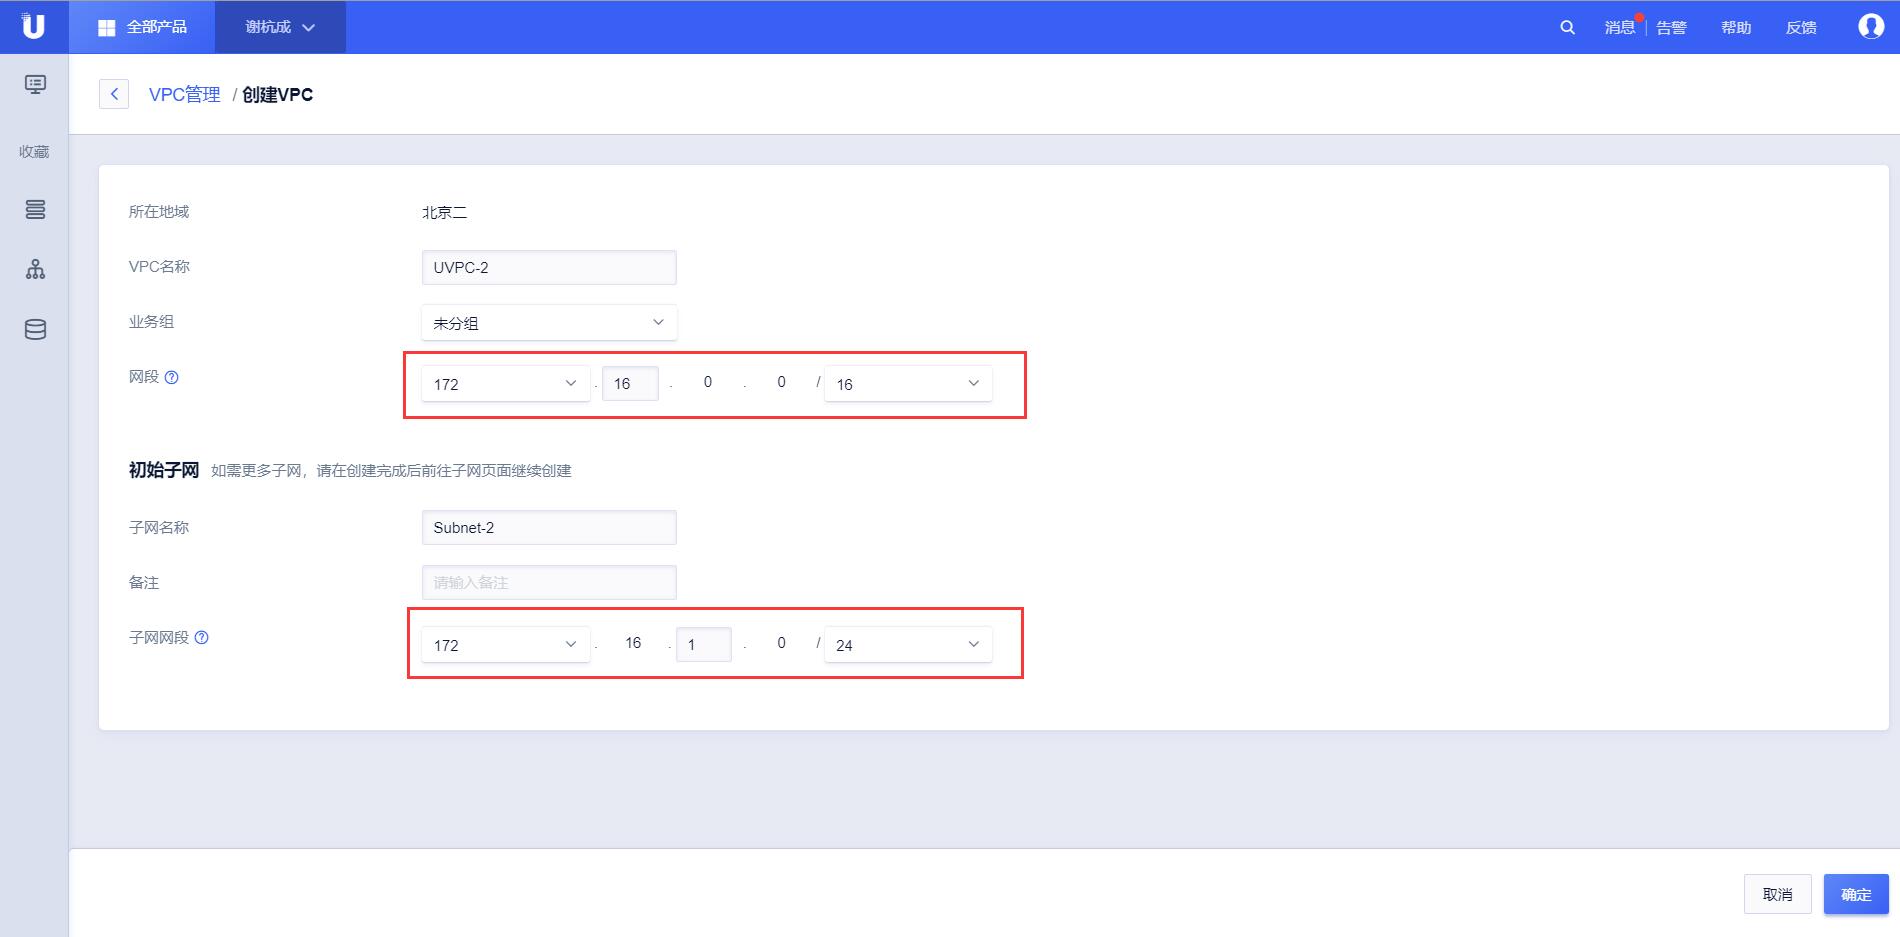 U 全部产品 谢杭成 消息 告警 帮助 反馈
VPC管理 / 创建VPC
收藏
所在地域 北京二
VPC名称 UVPC-2
业务组 未分组
网段 ? 172 . 16 . 0 . 0 / 16
初始子网 如需更多子网，请在创建完成后前往子网页面继续创建
子网名称 Subnet-2
备注 请输入备注
子网网段 ? 172 . 16 . 1 . 0 / 24
取消 确定